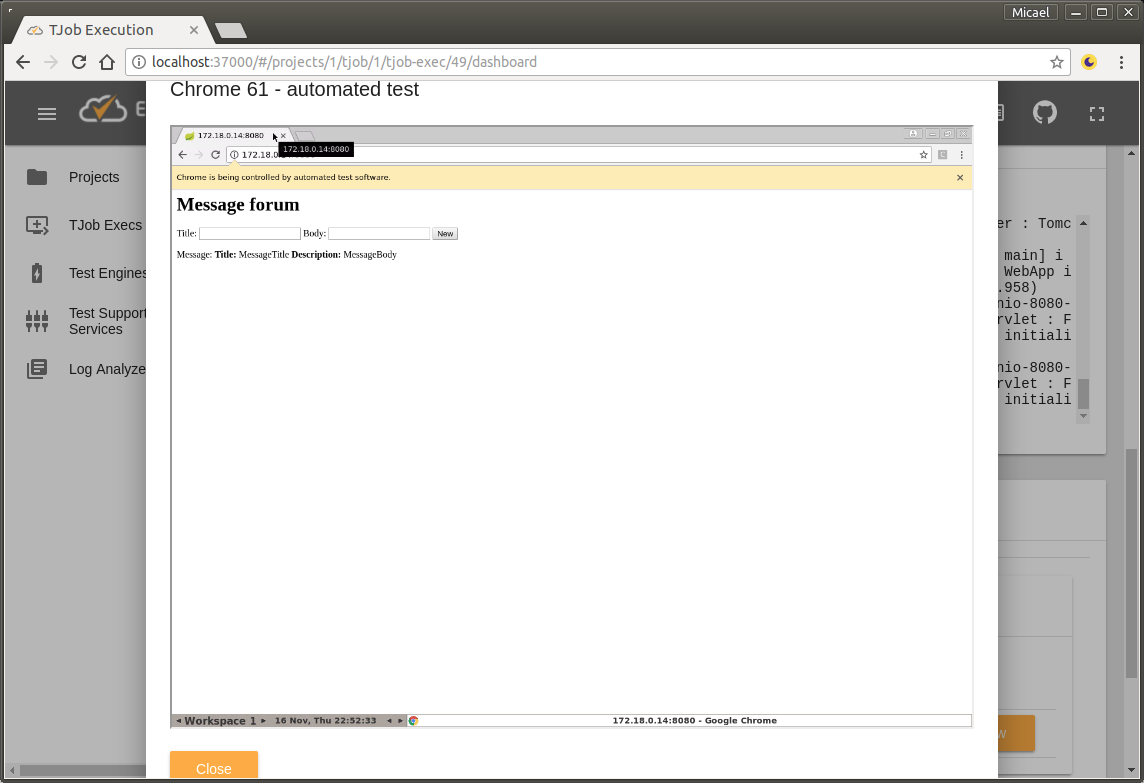 Micael
TJob Execution
localhost:37000/#/projects/1/tjob/1/tjob-exec/49/dashboard
Chrome 61 - automated test
E
Projects
TJob Execs
Test Engines
Test Support
Services
Log Analyze
172.18.0.14:8080
172.18.0
172.18.0.14:8080
Chrome is being controlled by automated test software.
Message forum
Title: Body: New
Message: Title: MessageTitle Description: MessageBody
Workspace 1 16 Nov, Thu 22:52:33 172.18.0.14:8080 - Google Chrome
er : Tomc
main] i
WebApp i
.958)
nio-8080-
rvlet : F
initiali
nio-8080-
rvlet : F
initiali
w
Close